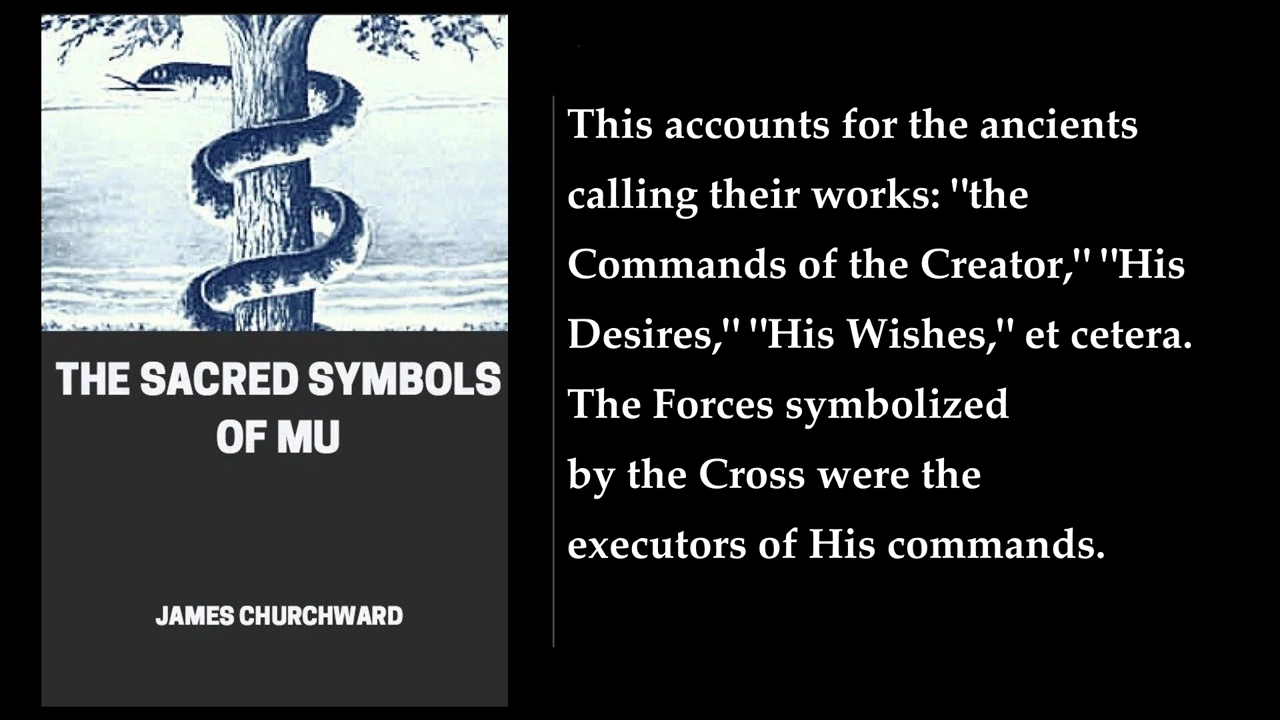 THE SACRED SYMBOLS
OF MU
JAMES CHURCHWARD
This accounts for the ancients
calling their works: "the
Commands of the Creator," "His
Desires," "His Wishes," et cetera.
The Forces symbolized
by the Cross were the
executors of His commands.